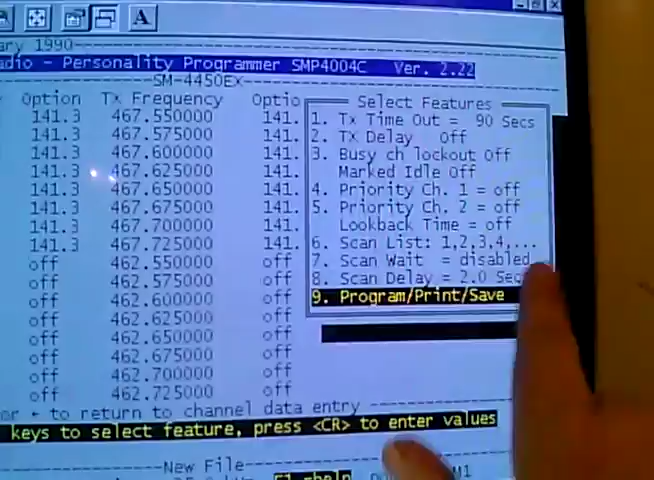 A
ary 1990
adio - Personality Programmer SMP4004C Ver. 2.22
SM-4450EX
Option Tx Frequency Optio
141.3 467.550000 141.
141.3 467.575000 141.
141.3 467.600000 141.
141.3 467.625000 141.
141.3 467.650000 141.
141.3 467.675000 141.
141.3 467.700000 141.
141.3 467.725000 141.
off 462.550000 off
off 462.575000 off
off 462.600000 off
off 462.625000 off
off 462.650000 off
off 462.675000 off
off 462.700000 off
off 462.725000 off
Select Features
1. Tx Time Out = 90 Secs
2. Tx Delay Off
3. Busy ch lockout Off
Marked Idle Off
4. Priority Ch. 1 = off
5. Priority Ch. 2 = off
Lookback Time = off
6. Scan List: 1,2,3,4,...
7. Scan Wait = disabled
8. Scan Delay = 2.0 Sec
9. Program/Print/Save
or ← to return to channel data entry
keys to select feature, press <CR> to enter values
New File
F1=help